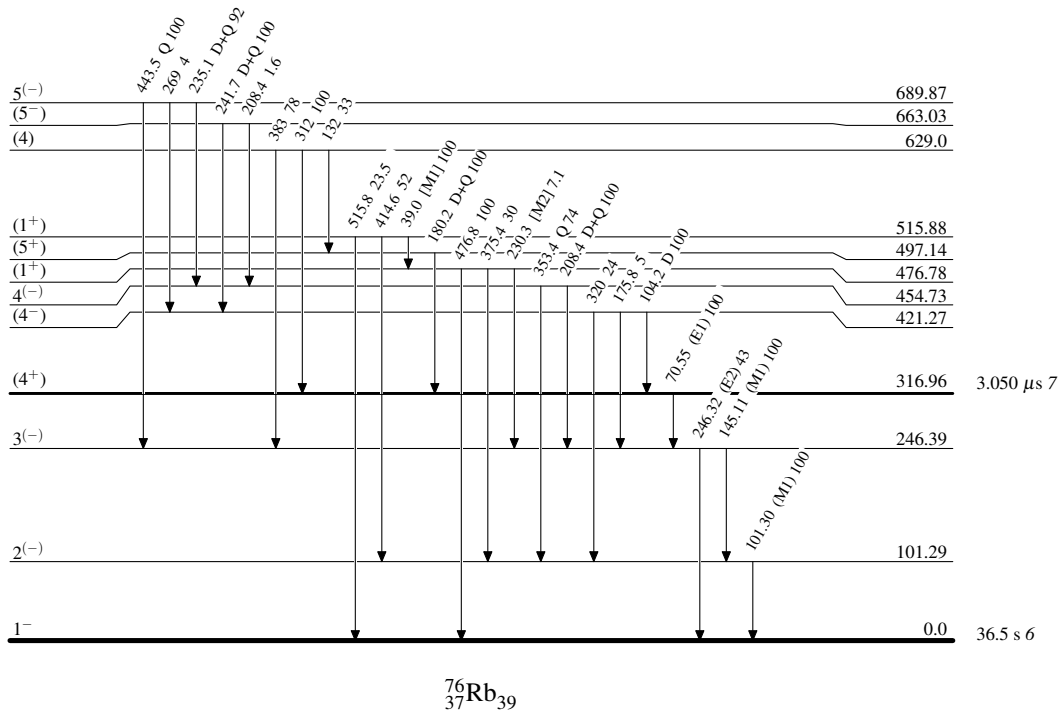 443.5 Q 100
269 4
235.1 D+Q 92
241.7 D+Q 100
208.4 1.6
383 78
312 100
132 33
515.8 23.5
414.6 52
39.0 [M1] 100
180.2 D+Q 100
476.8 100
375.4 30
230.3 [M2] 7.1
353.4 Q 74
208.4 D+Q 100
320 24
175.8 5
104.2 D 100
70.55 (E1) 100
246.32 (E2) 43
145.11 (M1) 100
101.30 (M1) 100
5⁽⁻⁾ 689.87
(5⁻) 663.03
(4) 629.0
(1⁺) 515.88
(5⁺) 497.14
(1⁺) 476.78
4⁽⁻⁾ 454.73
(4⁻) 421.27
(4⁺) 316.96 3.050 μs 7
3⁽⁻⁾ 246.39
2⁽⁻⁾ 101.29
1⁻ 0.0 36.5 s 6
⁷⁶₃₇Rb₃₉